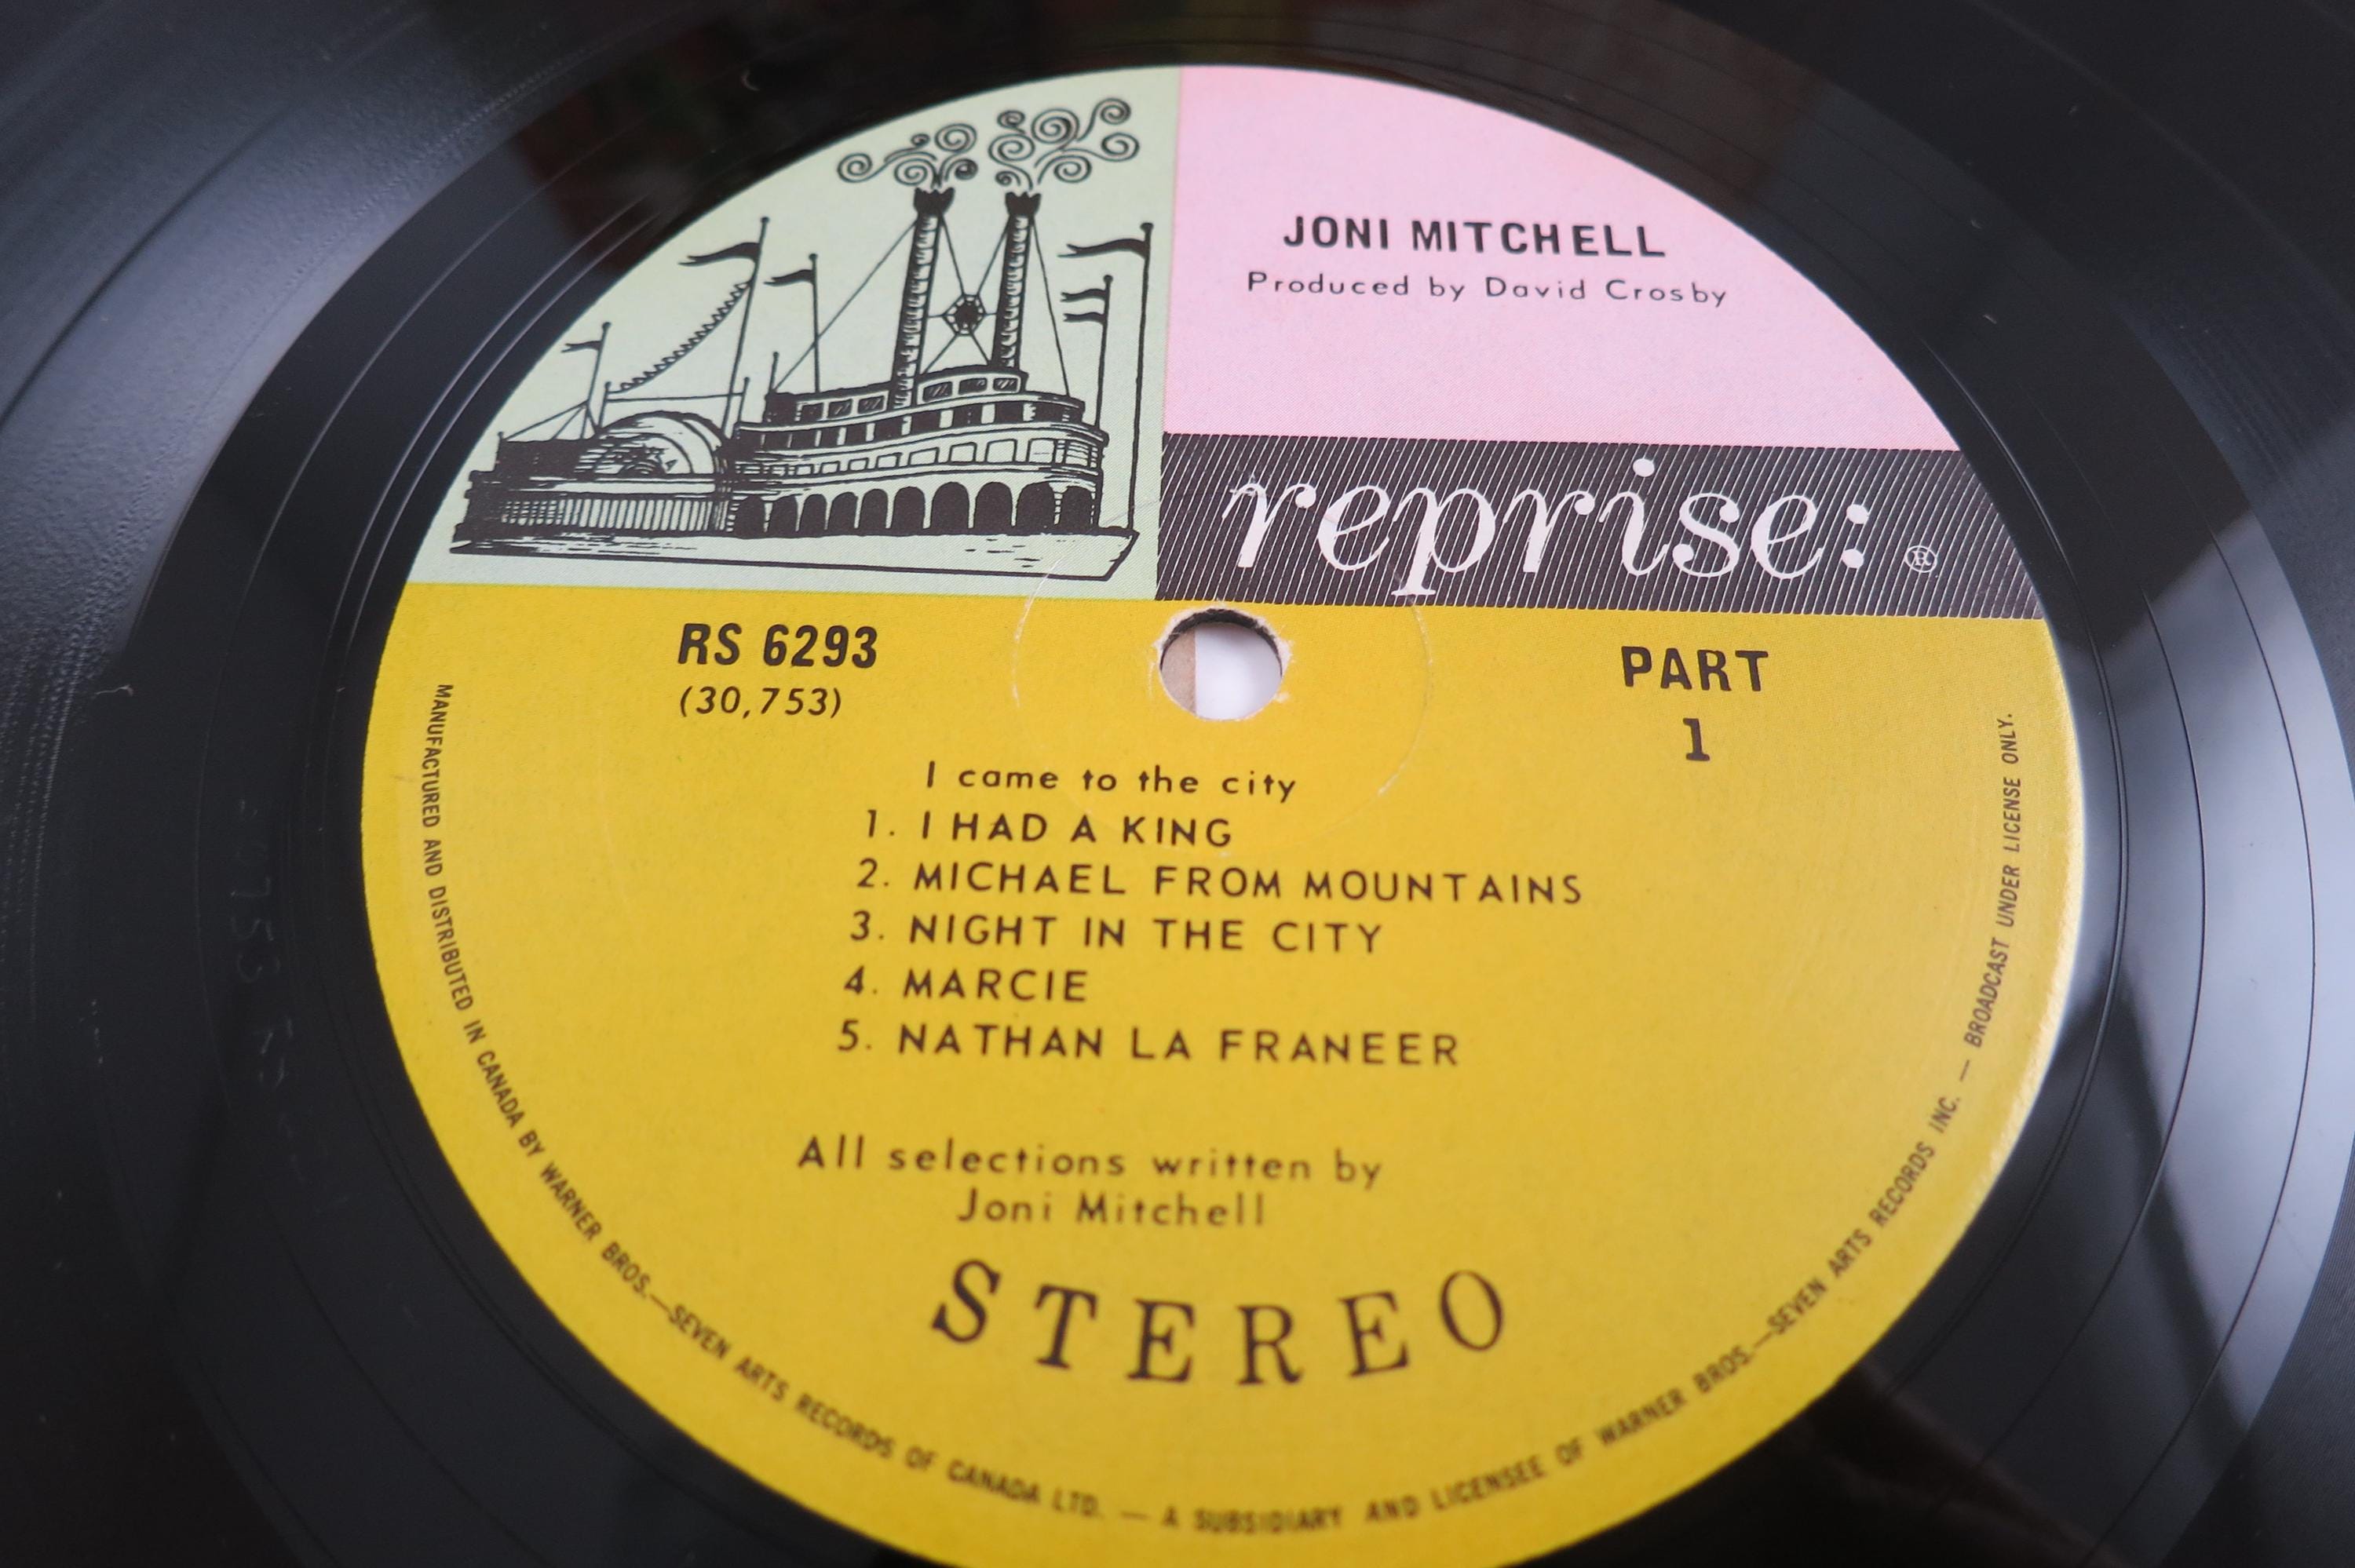 JONI MITCHELL
Produced by David Crosby
reprise: ®
RS 6293
(30,753)
PART
1
I came to the city
1. I HAD A KING
2. MICHAEL FROM MOUNTAINS
3. NIGHT IN THE CITY
4. MARCIE
5. NATHAN LA FRANEER
All selections written by
Joni Mitchell
STEREO
MANUFACTURED AND DISTRIBUTED IN CANADA BY WARNER BROS.—SEVEN ARTS RECORDS OF CANADA LTD. — A SUBSIDIARY AND LICENSEE OF WARNER BROS.—SEVEN ARTS RECORDS INC. — BROADCAST UNDER LICENSE ONLY.